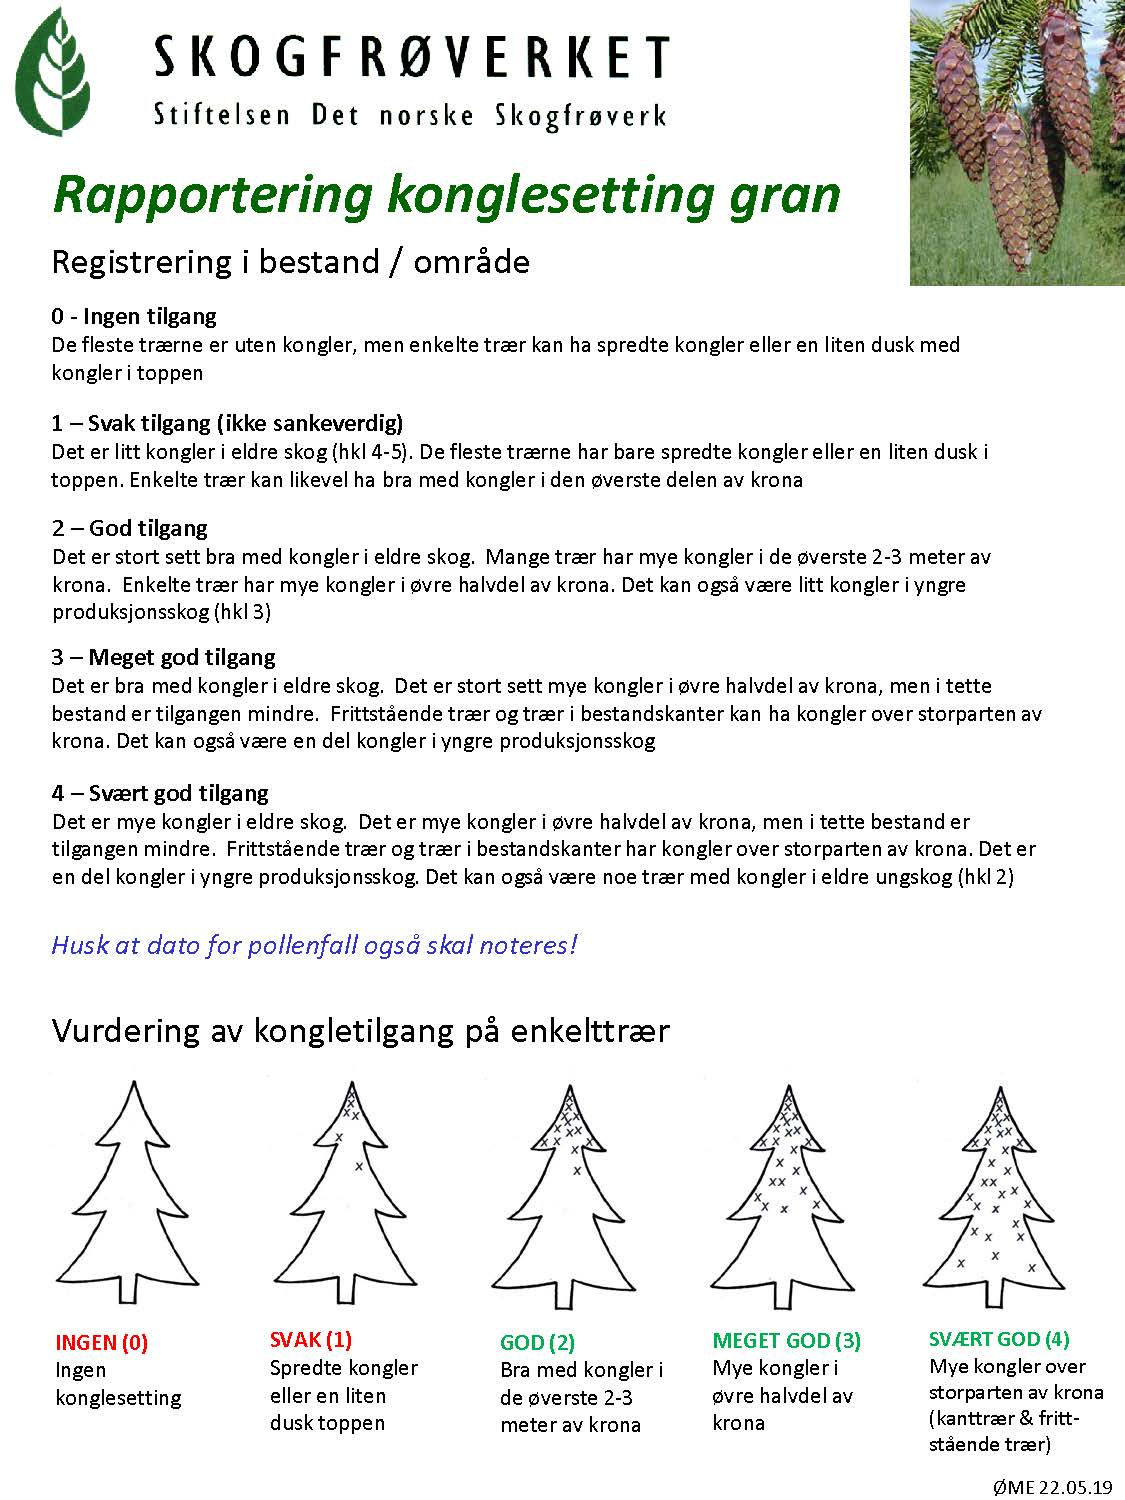 SKOGFRØVERKET
Stiftelsen Det norske Skogfrøverk
Rapportering konglesetting gran
Registrering i bestand / område
0 - Ingen tilgang
De fleste trærne er uten kongler, men enkelte trær kan ha spredte kongler eller en liten dusk med
kongler i toppen
1 – Svak tilgang (ikke sankeverdig)
Det er litt kongler i eldre skog (hkl 4-5). De fleste trærne har bare spredte kongler eller en liten dusk i
toppen. Enkelte trær kan likevel ha bra med kongler i den øverste delen av krona
2 – God tilgang
Det er stort sett bra med kongler i eldre skog. Mange trær har mye kongler i de øverste 2-3 meter av
krona. Enkelte trær har mye kongler i øvre halvdel av krona. Det kan også være litt kongler i yngre
produksjonsskog (hkl 3)
3 – Meget god tilgang
Det er bra med kongler i eldre skog. Det er stort sett mye kongler i øvre halvdel av krona, men i tette
bestand er tilgangen mindre. Frittstående trær og trær i bestandskanter kan ha kongler over storparten av
krona. Det kan også være en del kongler i yngre produksjonsskog
4 – Svært god tilgang
Det er mye kongler i eldre skog. Det er mye kongler i øvre halvdel av krona, men i tette bestand er
tilgangen mindre. Frittstående trær og trær i bestandskanter har kongler over storparten av krona. Det er
en del kongler i yngre produksjonsskog. Det kan også være noe trær med kongler i eldre ungskog (hkl 2)
Husk at dato for pollenfall også skal noteres!
Vurdering av kongletilgang på enkelttrær
INGEN (0)
Ingen
konglesetting
SVAK (1)
Spredte kongler
eller en liten
dusk toppen
GOD (2)
Bra med kongler i
de øverste 2-3
meter av krona
MEGET GOD (3)
Mye kongler i
øvre halvdel av
krona
SVÆRT GOD (4)
Mye kongler over
storparten av krona
(kanttrær & fritt-
stående trær)
ØME 22.05.19